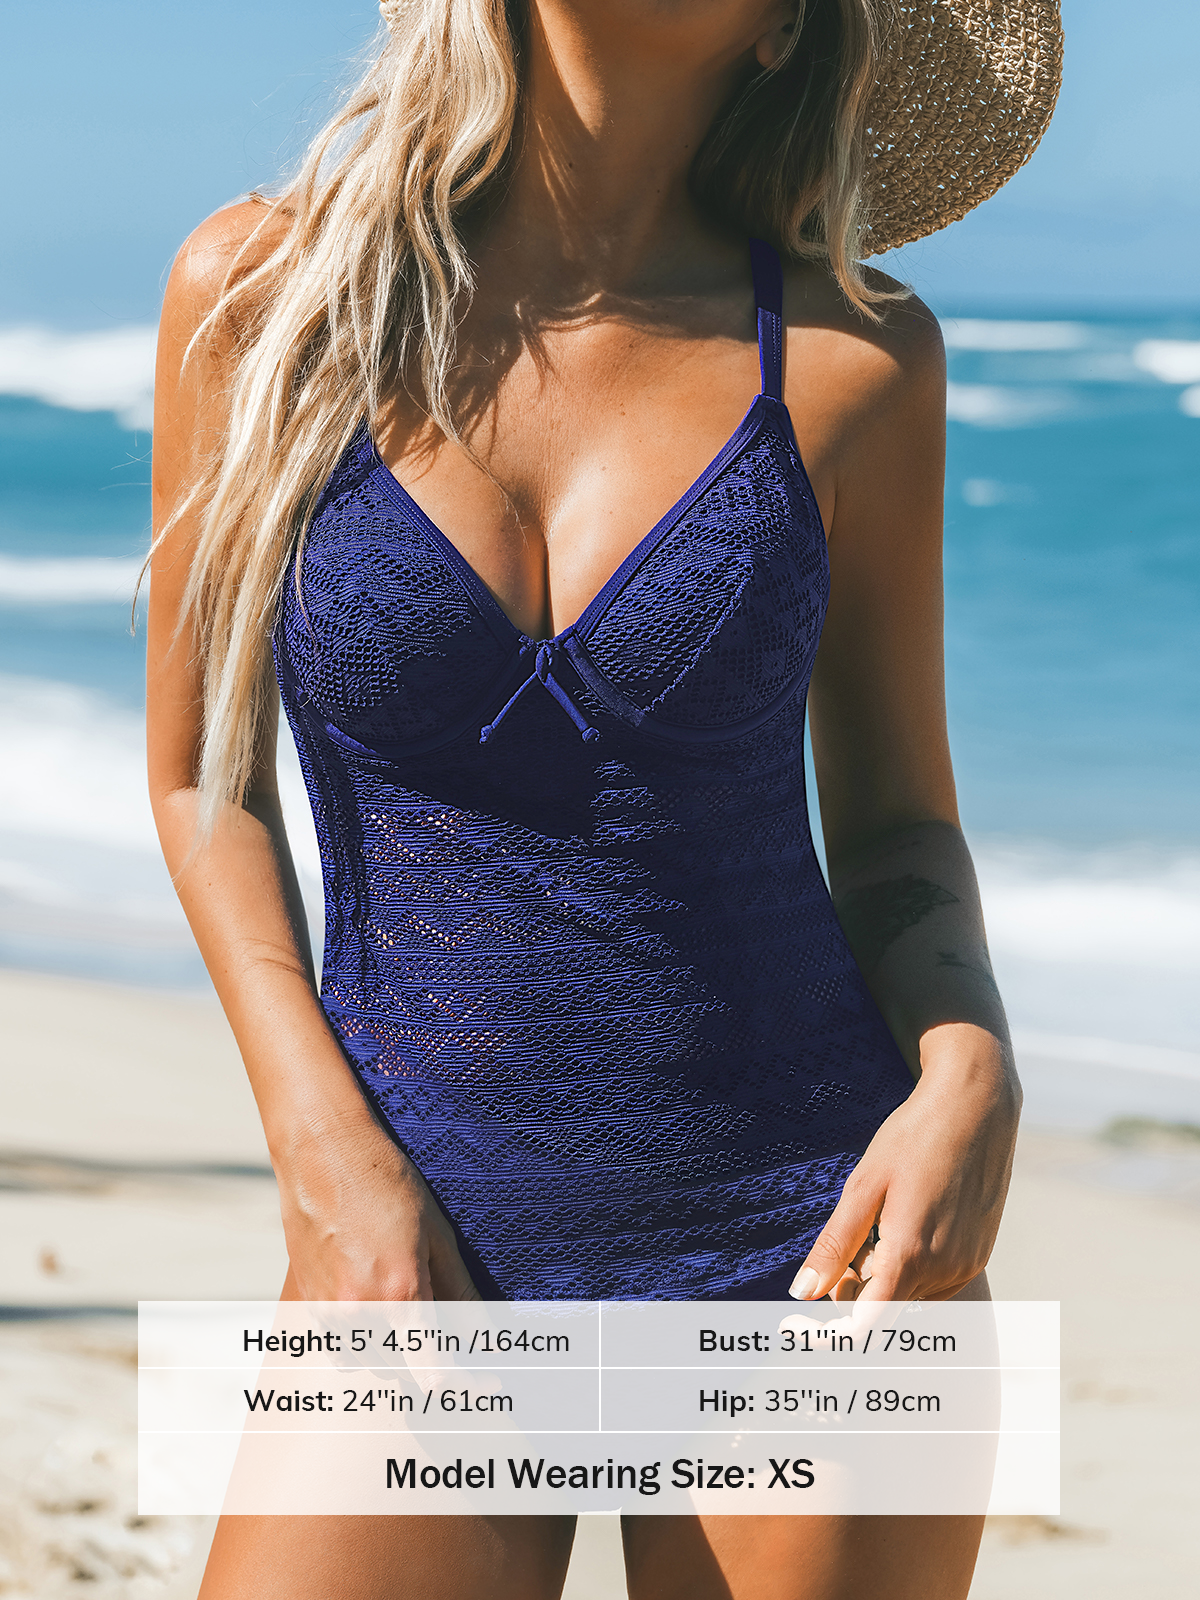 Height: 5' 4.5''in /164cm
Bust: 31''in / 79cm
Waist: 24''in / 61cm
Hip: 35''in / 89cm
Model Wearing Size: XS